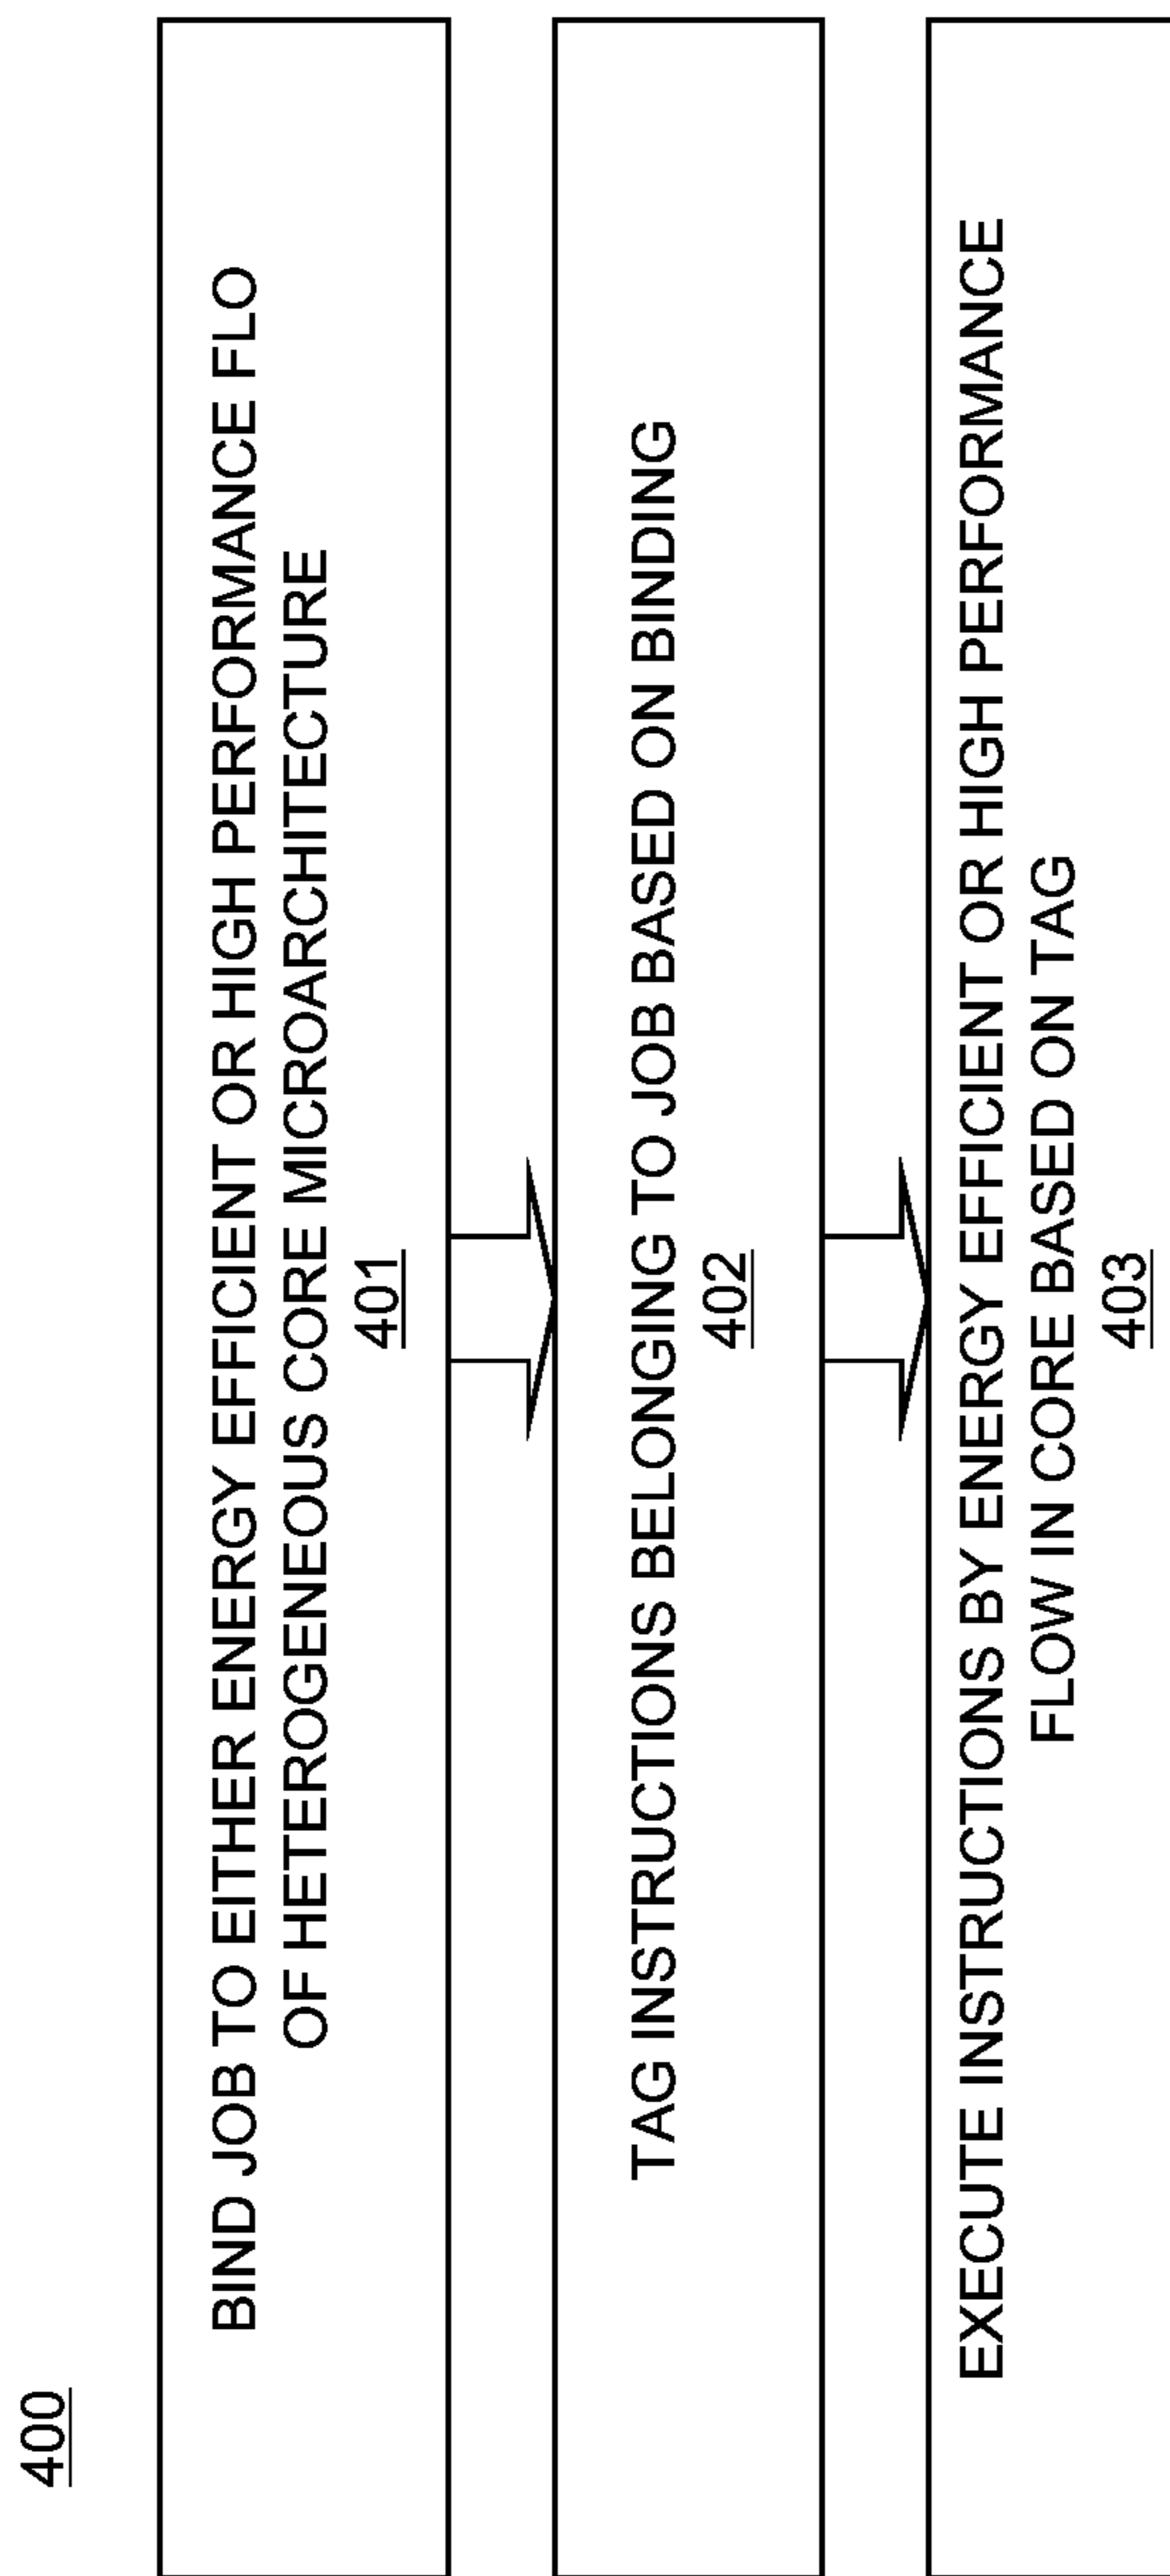 400
BIND JOB TO EITHER ENERGY EFFICIENT OR HIGH PERFORMANCE FLO
OF HETEROGENEOUS CORE MICROARCHITECTURE
401
TAG INSTRUCTIONS BELONGING TO JOB BASED ON BINDING
402
EXECUTE INSTRUCTIONS BY ENERGY EFFICIENT OR HIGH PERFORMANCE
FLOW IN CORE BASED ON TAG
403